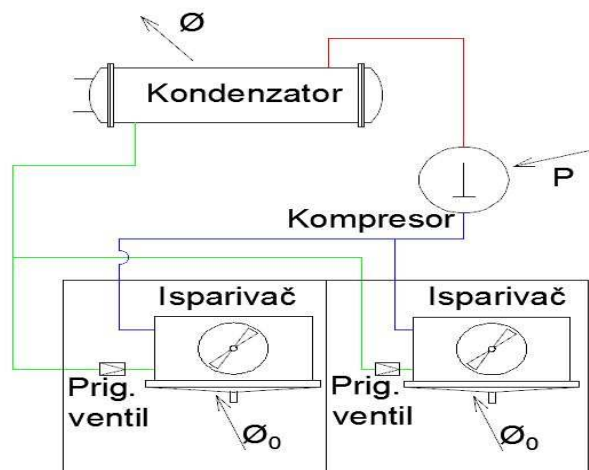 Ø
Kondenzator
P
Kompresor
Isparivač
Isparivač
Prig.
ventil
Ø₀
Prig.
ventil
Ø₀